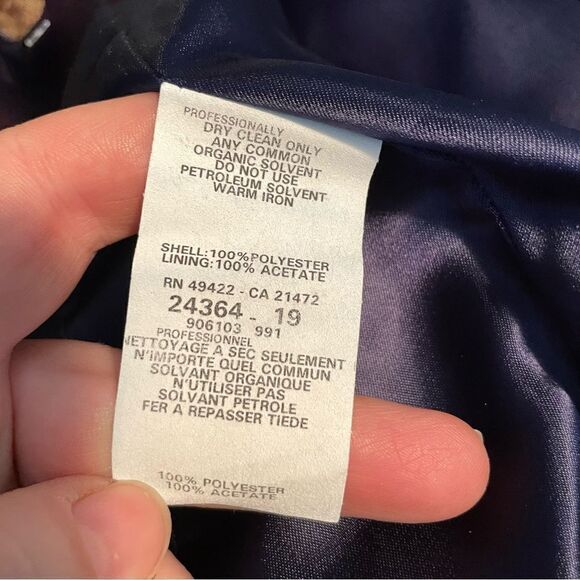 PROFESSIONALLY
DRY CLEAN ONLY
ANY COMMON
ORGANIC SOLVENT
DO NOT USE
PETROLEUM SOLVENT
WARM IRON
SHELL:100%POLYESTER
LINING:100% ACETATE
RN 49422 - CA 21472
24364 - 19
906103 991
PROFESSIONNEL
NETTOYAGE A SEC SEULEMENT
N'IMPORTE QUEL COMMUN
SOLVANT ORGANIQUE
N'UTILISER PAS
SOLVANT PETROLE
FER A REPASSER TIEDE
100% POLYESTER
100% ACETATE